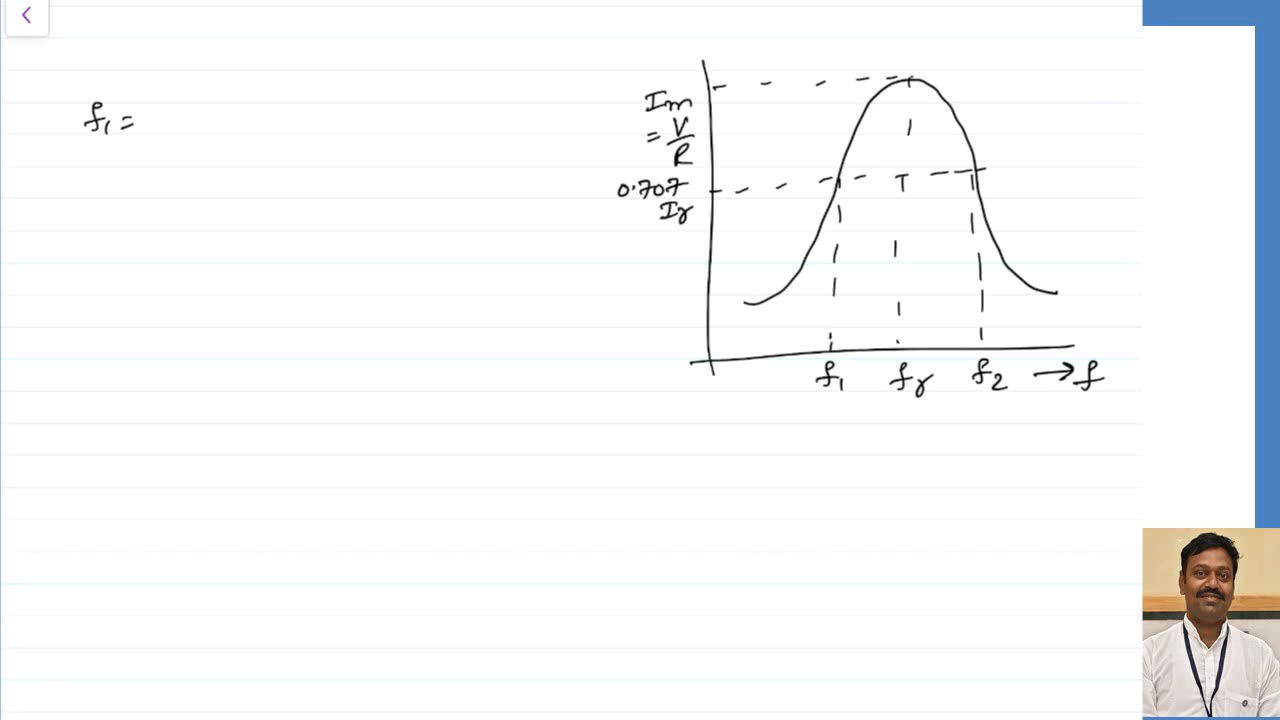 f₁ =
Im
= V/R
0.707
Ir
f₁ fr f₂ → f